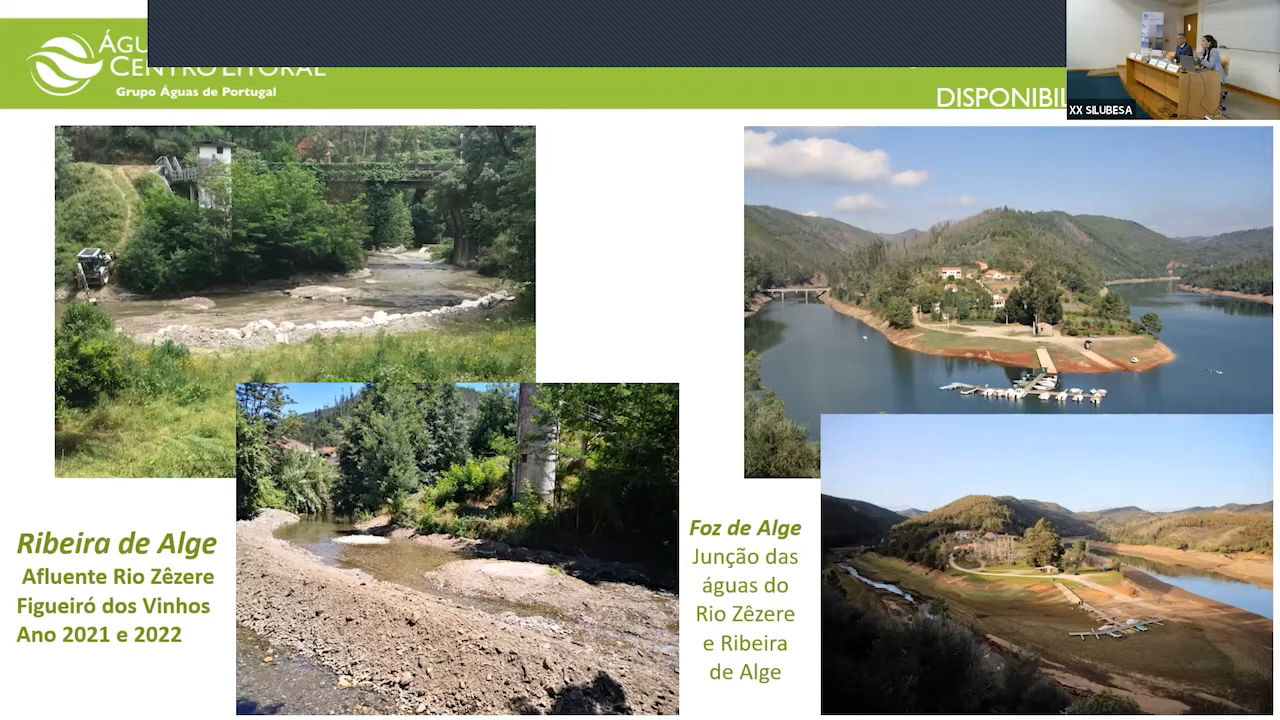 CENTRO LITORAL
Grupo Águas de Portugal
XX SILUBESA
Ribeira de Alge
Afluente Rio Zêzere
Figueiró dos Vinhos
Ano 2021 e 2022
Foz de Alge
Junção das
águas do
Rio Zêzere
e Ribeira
de Alge